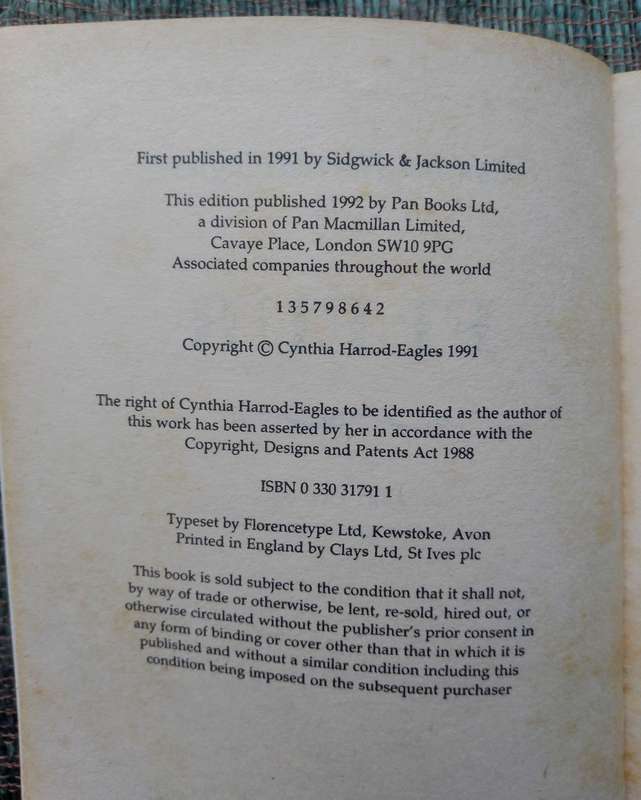 First published in 1991 by Sidgwick & Jackson Limited
This edition published 1992 by Pan Books Ltd,
a division of Pan Macmillan Limited,
Cavaye Place, London SW10 9PG
Associated companies throughout the world
1 3 5 7 9 8 6 4 2
Copyright © Cynthia Harrod-Eagles 1991
The right of Cynthia Harrod-Eagles to be identified as the author of
this work has been asserted by her in accordance with the
Copyright, Designs and Patents Act 1988
ISBN 0 330 31791 1
Typeset by Florencetype Ltd, Kewstoke, Avon
Printed in England by Clays Ltd, St Ives plc
This book is sold subject to the condition that it shall not,
by way of trade or otherwise, be lent, re-sold, hired out, or
otherwise circulated without the publisher's prior consent in
any form of binding or cover other than that in which it is
published and without a similar condition including this
condition being imposed on the subsequent purchaser